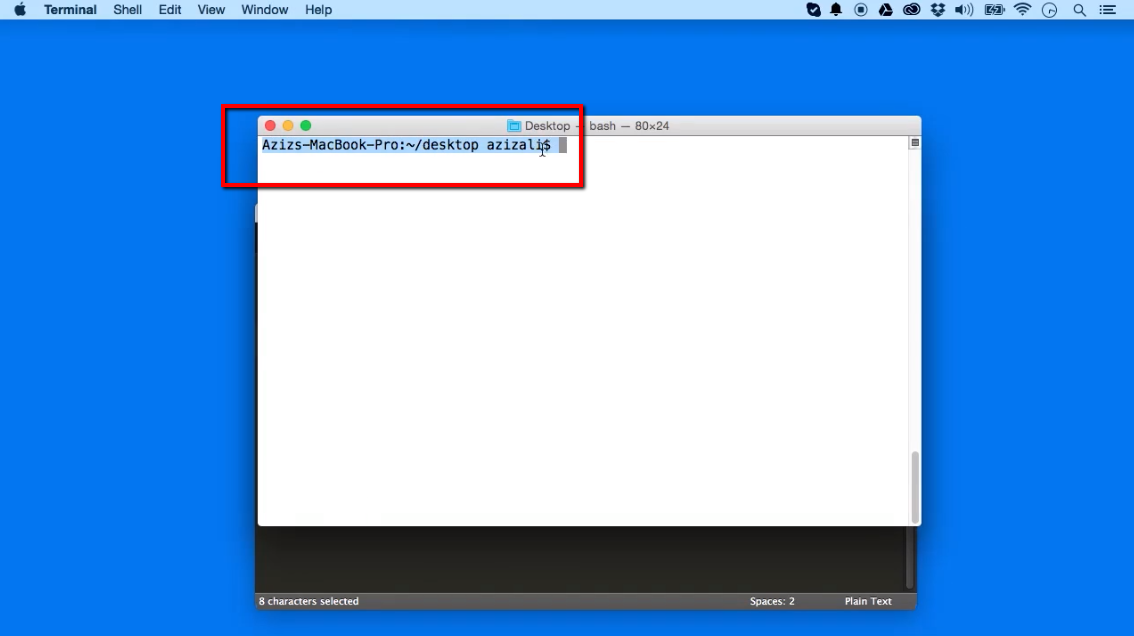 Terminal Shell Edit View Window Help
Desktop — bash — 80×24
Azizs-MacBook-Pro:~/desktop azizali$
8 characters selected Spaces: 2 Plain Text